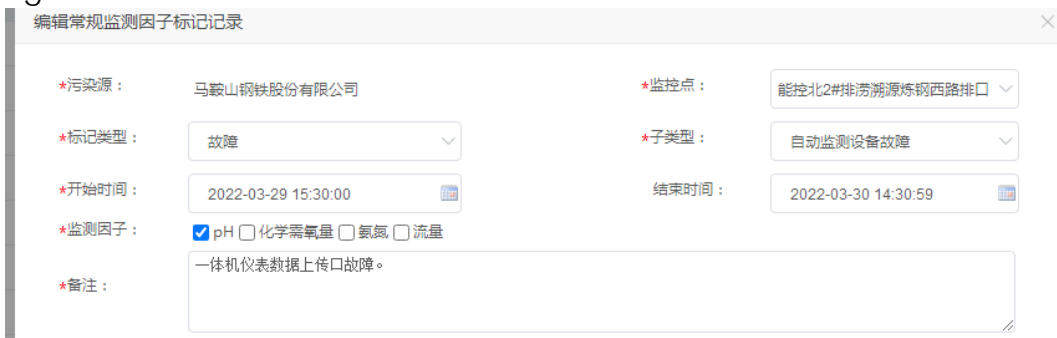 编辑常规监测因子标记记录
*污染源： 马鞍山钢铁股份有限公司 *监控点： 能控北2#排涝溯源炼钢西路排口
*标记类型： 故障 *子类型： 自动监测设备故障
*开始时间： 2022-03-29 15:30:00 结束时间： 2022-03-30 14:30:59
*监测因子： pH 化学需氧量 氨氮 流量
*备注： 一体机仪表数据上传口故障。